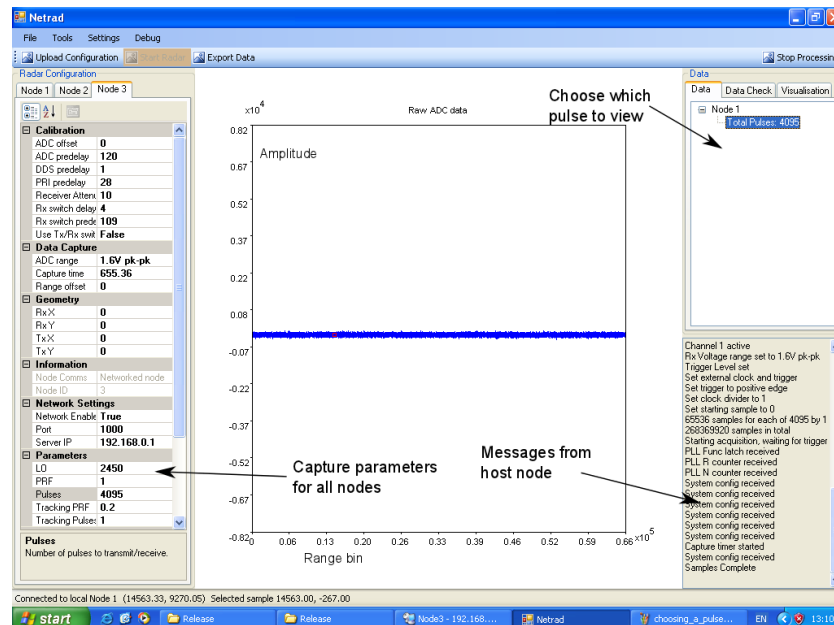 Netrad
File Tools Settings Debug
Upload Configuration Start Radar Export Data Stop Processin
Radar Configuration
Node 1 Node 2 Node 3
Calibration
ADC offset 0
ADC predelay 120
DDS predelay 1
PRI predelay 28
Receiver Attenu 10
Rx switch delay 4
Rx switch prede 109
Use Tx/Rx swit False
Data Capture
ADC range 1.6V pk-pk
Capture time 655.36
Range offset 0
Geometry
RxX 0
RxY 0
TxX 0
TxY 0
Information
Node Comms Networked node
Node ID 3
Network Settings
Network Enable True
Port 1000
Server IP 192.168.0.1
Parameters
LO 2450
PRF 1
Pulses 4095
Tracking PRF 0.2
Tracking Pulses 1
Pulses
Number of pulses to transmit/receive.
x10^4
Raw ADC data
Amplitude
0.82
0.67
0.52
0.37
0.22
0.08
-0.07
-0.22
-0.37
-0.52
-0.67
-0.82
0 0.06 0.13 0.20 0.26 0.33 0.39 0.46 0.52 0.59 0.66 x10^5
Range bin
Choose which
pulse to view
Capture parameters
for all nodes
Messages from
host node
Data
Data Data Check Visualisation
Node 1
Total Pulses: 4095
Channel 1 active
Rx Voltage range set to 1.6V pk-pk
Trigger Level set
Set external clock and trigger
Set trigger to positive edge
Set clock divider to 1
Set starting sample to 0
65536 samples for each of 4095 by 1
268369920 samples in total
Starting acquisition, waiting for trigger
PLL Func latch received
PLL R counter received
PLL N counter received
System config received
System config received
System config received
System config received
System config received
System config received
Capture timer started
System config received
Samples Complete
Connected to local Node 1 (14563.33, 9270.05) Selected sample 14563.00, -267.00
start Release Release Node3 - 192.168.... Netrad choosing_a_pulse... EN 13:10